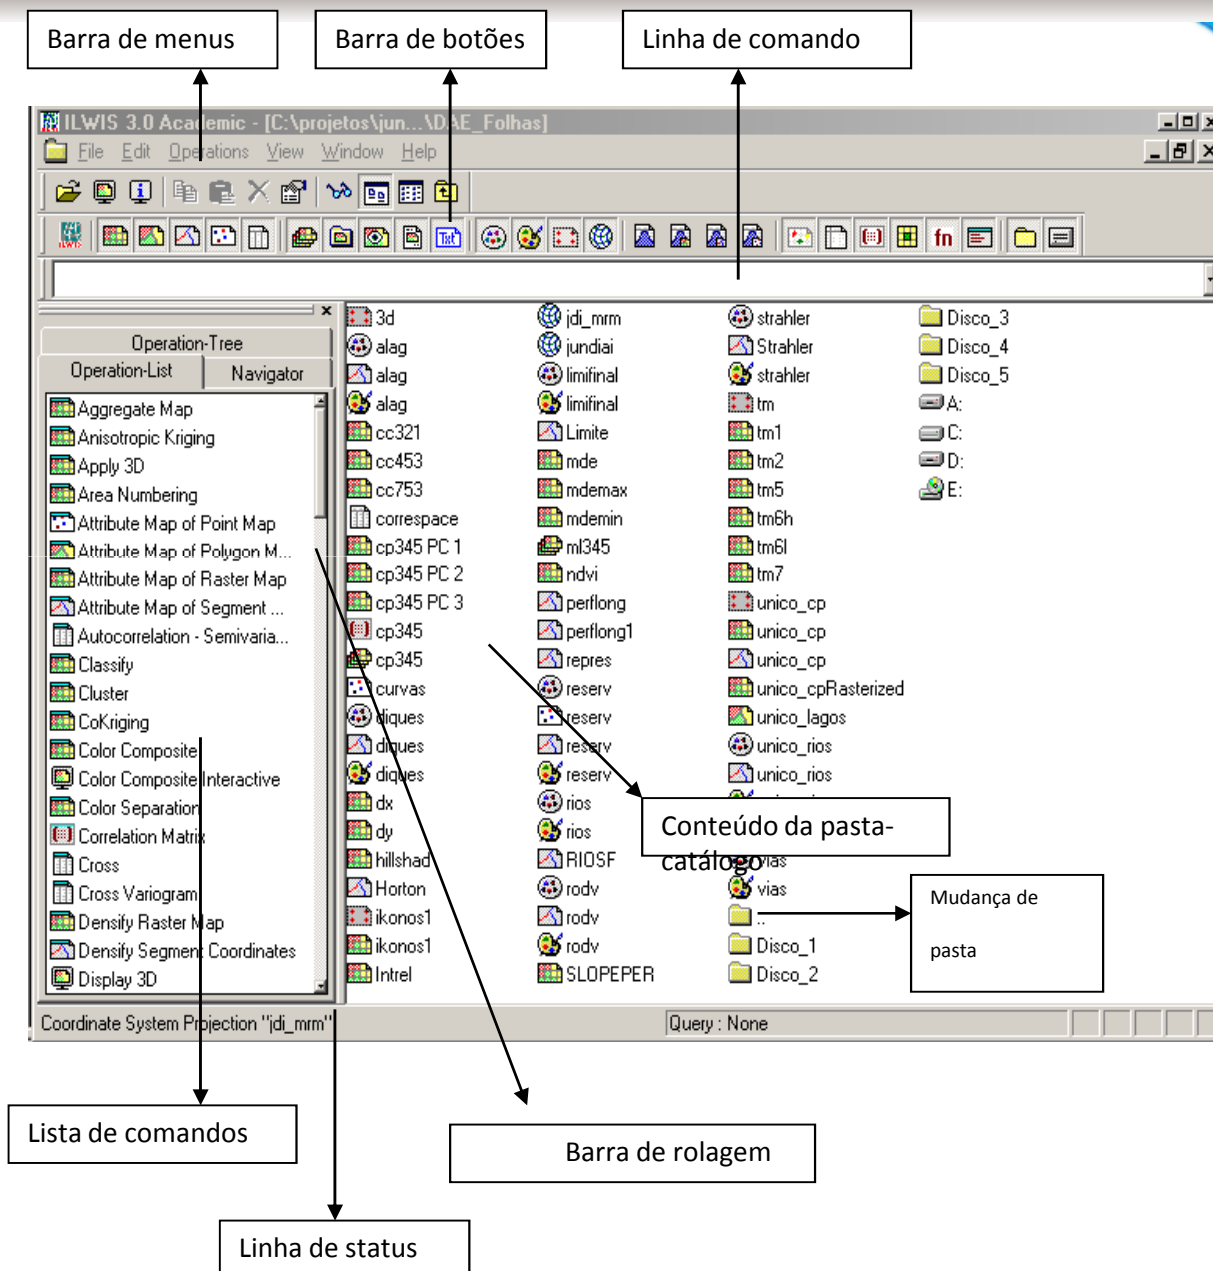 Barra de menus
Barra de botões
Linha de comando
ILWIS 3.0 Academic - [C:\projetos\jun...\DAE_Folhas]
File Edit Operations View Window Help
ILWIS
Txt
fn
Operation-Tree
Operation-List Navigator
Aggregate Map
Anisotropic Kriging
Apply 3D
Area Numbering
Attribute Map of Point Map
Attribute Map of Polygon M...
Attribute Map of Raster Map
Attribute Map of Segment ...
Autocorrelation - Semivaria...
Classify
Cluster
CoKriging
Color Composite
Color Composite Interactive
Color Separation
Correlation Matrix
Cross
Cross Variogram
Densify Raster Map
Densify Segment Coordinates
Display 3D
3d
alag
alag
alag
cc321
cc453
cc753
correspace
cp345 PC 1
cp345 PC 2
cp345 PC 3
cp345
cp345
curvas
diques
diques
diques
dx
dy
hillshad
Horton
ikonos1
ikonos1
Intrel
jdi_mrm
jundiai
limifinal
limifinal
Limite
mde
mdemax
mdemin
ml345
ndvi
perflong
perflong1
repres
reserv
reserv
reserv
reserv
rios
rios
RIOSF
rodv
rodv
rodv
SLOPEPER
strahler
Strahler
strahler
tm
tm1
tm2
tm5
tm6h
tm6l
tm7
unico_cp
unico_cp
unico_cp
unico_cpRasterized
unico_lagos
unico_rios
unico_rios
vias
vias
..
Disco_1
Disco_2
Disco_3
Disco_4
Disco_5
A:
C:
D:
E:
Conteúdo da pasta-
catálogo
Mudança de
pasta
Coordinate System Projection "jdi_mrm"
Query : None
Lista de comandos
Barra de rolagem
Linha de status